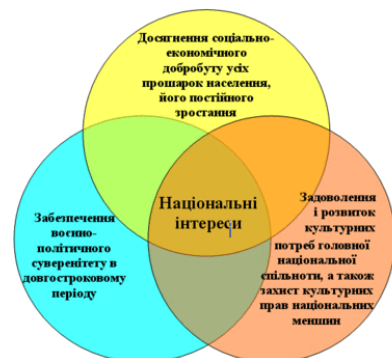 Досягнення соціально-
економічного
добробуту усіх
прошарок населення,
його постійного
зростання
Національні
інтереси
Забезпечення
воєнно-
політичного
суверенітету в
довгостроковому
періоду
Задоволення
і розвиток
культурних
потреб головної
національної
спільноти, а також
захист культурних
прав національних
меншин